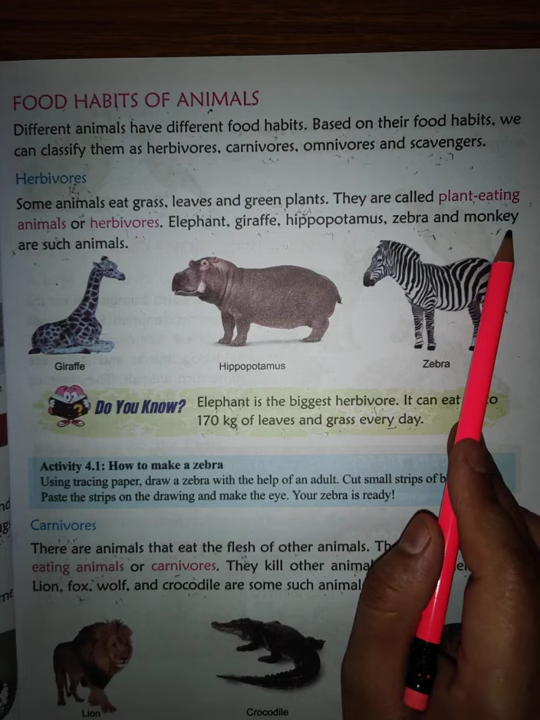 FOOD HABITS OF ANIMALS
Different animals have different food habits. Based on their food habits, we
can classify them as herbivores, carnivores, omnivores and scavengers.
Herbivores
Some animals eat grass, leaves and green plants. They are called plant-eating
animals or herbivores. Elephant, giraffe, hippopotamus, zebra and monkey
are such animals.
Giraffe
Hippopotamus
Zebra
Do You Know?
Elephant is the biggest herbivore. It can eat
170 kg of leaves and grass every day.
Activity 4.1: How to make a zebra
Using tracing paper, draw a zebra with the help of an adult. Cut small strips of
Paste the strips on the drawing and make the eye. Your zebra is ready!
Carnivores
There are animals that eat the flesh of other animals.
eating animals or carnivores. They kill other
Lion, fox, wolf, and crocodile are some such
Lion
Crocodile